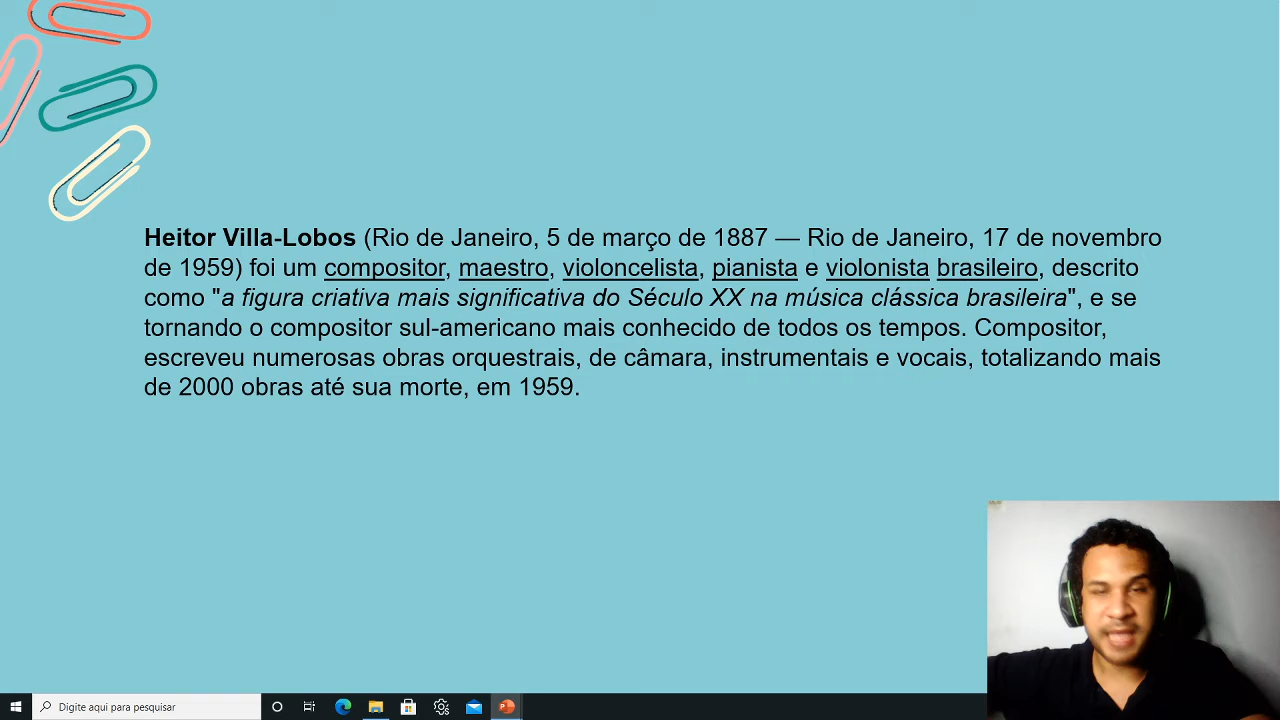 Heitor Villa-Lobos (Rio de Janeiro, 5 de março de 1887 — Rio de Janeiro, 17 de novembro
de 1959) foi um compositor, maestro, violoncelista, pianista e violonista brasileiro, descrito
como "a figura criativa mais significativa do Século XX na música clássica brasileira", e se
tornando o compositor sul-americano mais conhecido de todos os tempos. Compositor,
escreveu numerosas obras orquestrais, de câmara, instrumentais e vocais, totalizando mais
de 2000 obras até sua morte, em 1959.
Digite aqui para pesquisar